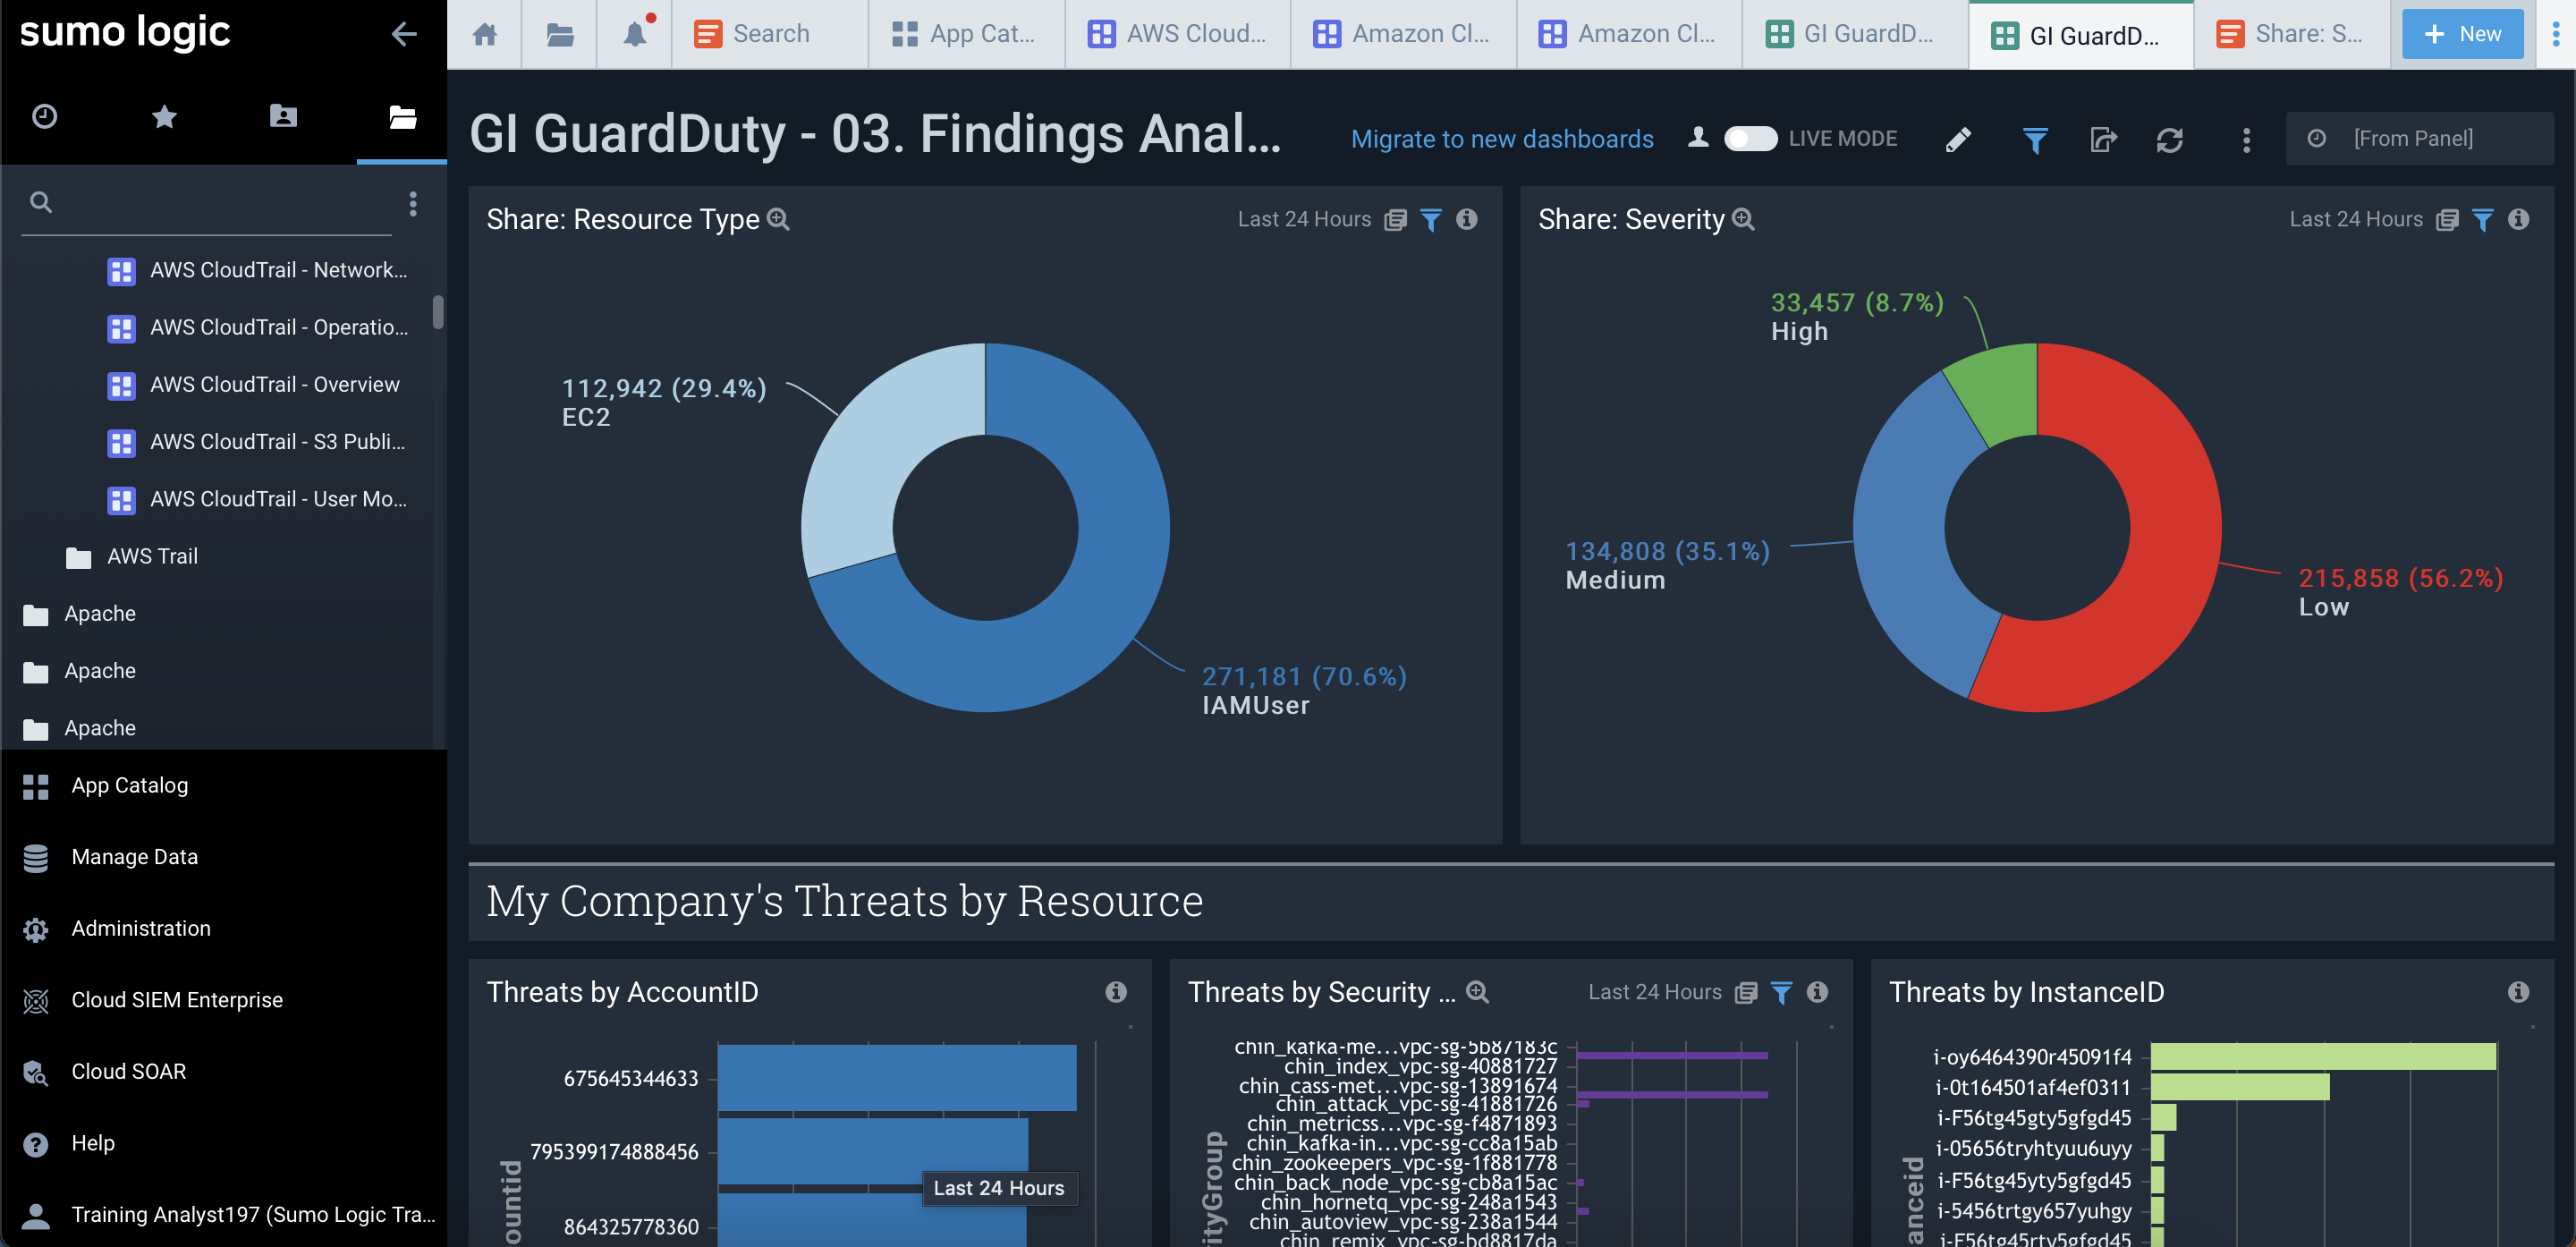 sumo logic
Search
App Cat...
AWS Cloud...
Amazon Cl...
Amazon Cl...
GI GuardD...
GI GuardD...
Share: S...
+ New
GI GuardDuty - 03. Findings Anal...
Migrate to new dashboards
LIVE MODE
[From Panel]
AWS CloudTrail - Network...
AWS CloudTrail - Operatio...
AWS CloudTrail - Overview
AWS CloudTrail - S3 Publi...
AWS CloudTrail - User Mo...
AWS Trail
Apache
Apache
Apache
App Catalog
Manage Data
Administration
Cloud SIEM Enterprise
Cloud SOAR
Help
Training Analyst197 (Sumo Logic Tra...
Share: Resource Type
Last 24 Hours
112,942 (29.4%)
EC2
271,181 (70.6%)
IAMUser
Share: Severity
Last 24 Hours
33,457 (8.7%)
High
134,808 (35.1%)
Medium
215,858 (56.2%)
Low
My Company's Threats by Resource
Threats by AccountID
675645344633
795399174888456
864325778360
ountid
Last 24 Hours
Threats by Security ...
Last 24 Hours
chin_kafka-me...vpc-sg-5b87183c
chin_index_vpc-sg-40881727
chin_cass-met...vpc-sg-13891674
chin_attack_vpc-sg-41881726
chin_metricss...vpc-sg-f4871893
chin_kafka-in...vpc-sg-cc8a15ab
chin_zookeepers_vpc-sg-1f881778
chin_back_node_vpc-sg-cb8a15ac
chin_hornetq_vpc-sg-248a1543
chin_autoview_vpc-sg-238a1544
chin_remix_vpc-sg-bd8817da
ityGroup
Threats by InstanceID
i-oy6464390r45091f4
i-0t164501af4ef0311
i-F56tg45gty5gfgd45
i-05656tryhtyuu6uyy
i-F56tg45yty5gfgd45
i-5456trtgy657yuhgy
i-F56tg45rty5gfgd45
anceid